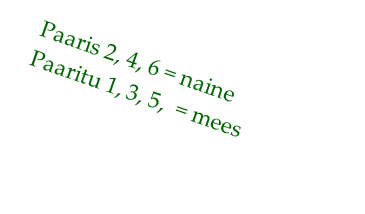 Paaris 2, 4, 6 = naine
Paaritu 1, 3, 5,  = mees